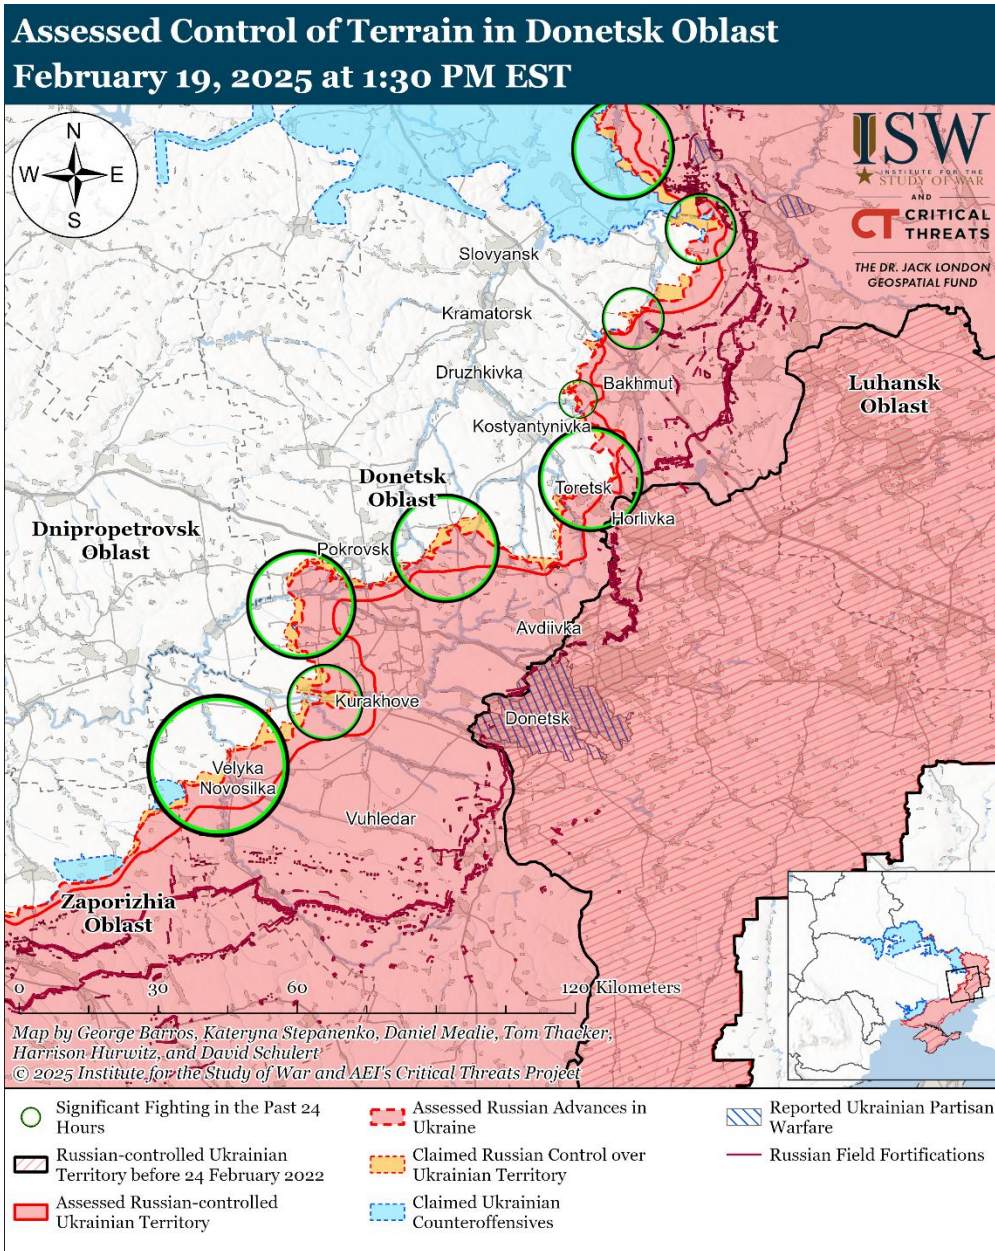 Assessed Control of Terrain in Donetsk Oblast
February 19, 2025 at 1:30 PM EST
N
W E
S
ISW
INSTITUTE FOR THE
STUDY OF WAR
AND
CT CRITICAL
THREATS
THE DR. JACK LONDON
GEOSPATIAL FUND
Slovyansk
Kramatorsk
Druzhkivka
Bakhmut
Luhansk
Oblast
Kostyantynivka
Donetsk
Oblast
Toretsk
Horlivka
Dnipropetrovsk
Oblast
Pokrovsk
Avdiivka
Kurakhove
Donetsk
Velyka
Novosilka
Vuhledar
Zaporizhia
Oblast
0 30 60 120 Kilometers
Map by George Barros, Kateryna Stepanenko, Daniel Mealie, Tom Thacker,
Harrison Hurwitz, and David Schulert
© 2025 Institute for the Study of War and AEI's Critical Threats Project
Significant Fighting in the Past 24
Hours
Russian-controlled Ukrainian
Territory before 24 February 2022
Assessed Russian-controlled
Ukrainian Territory
Assessed Russian Advances in
Ukraine
Claimed Russian Control over
Ukrainian Territory
Claimed Ukrainian
Counteroffensives
Reported Ukrainian Partisan
Warfare
Russian Field Fortifications